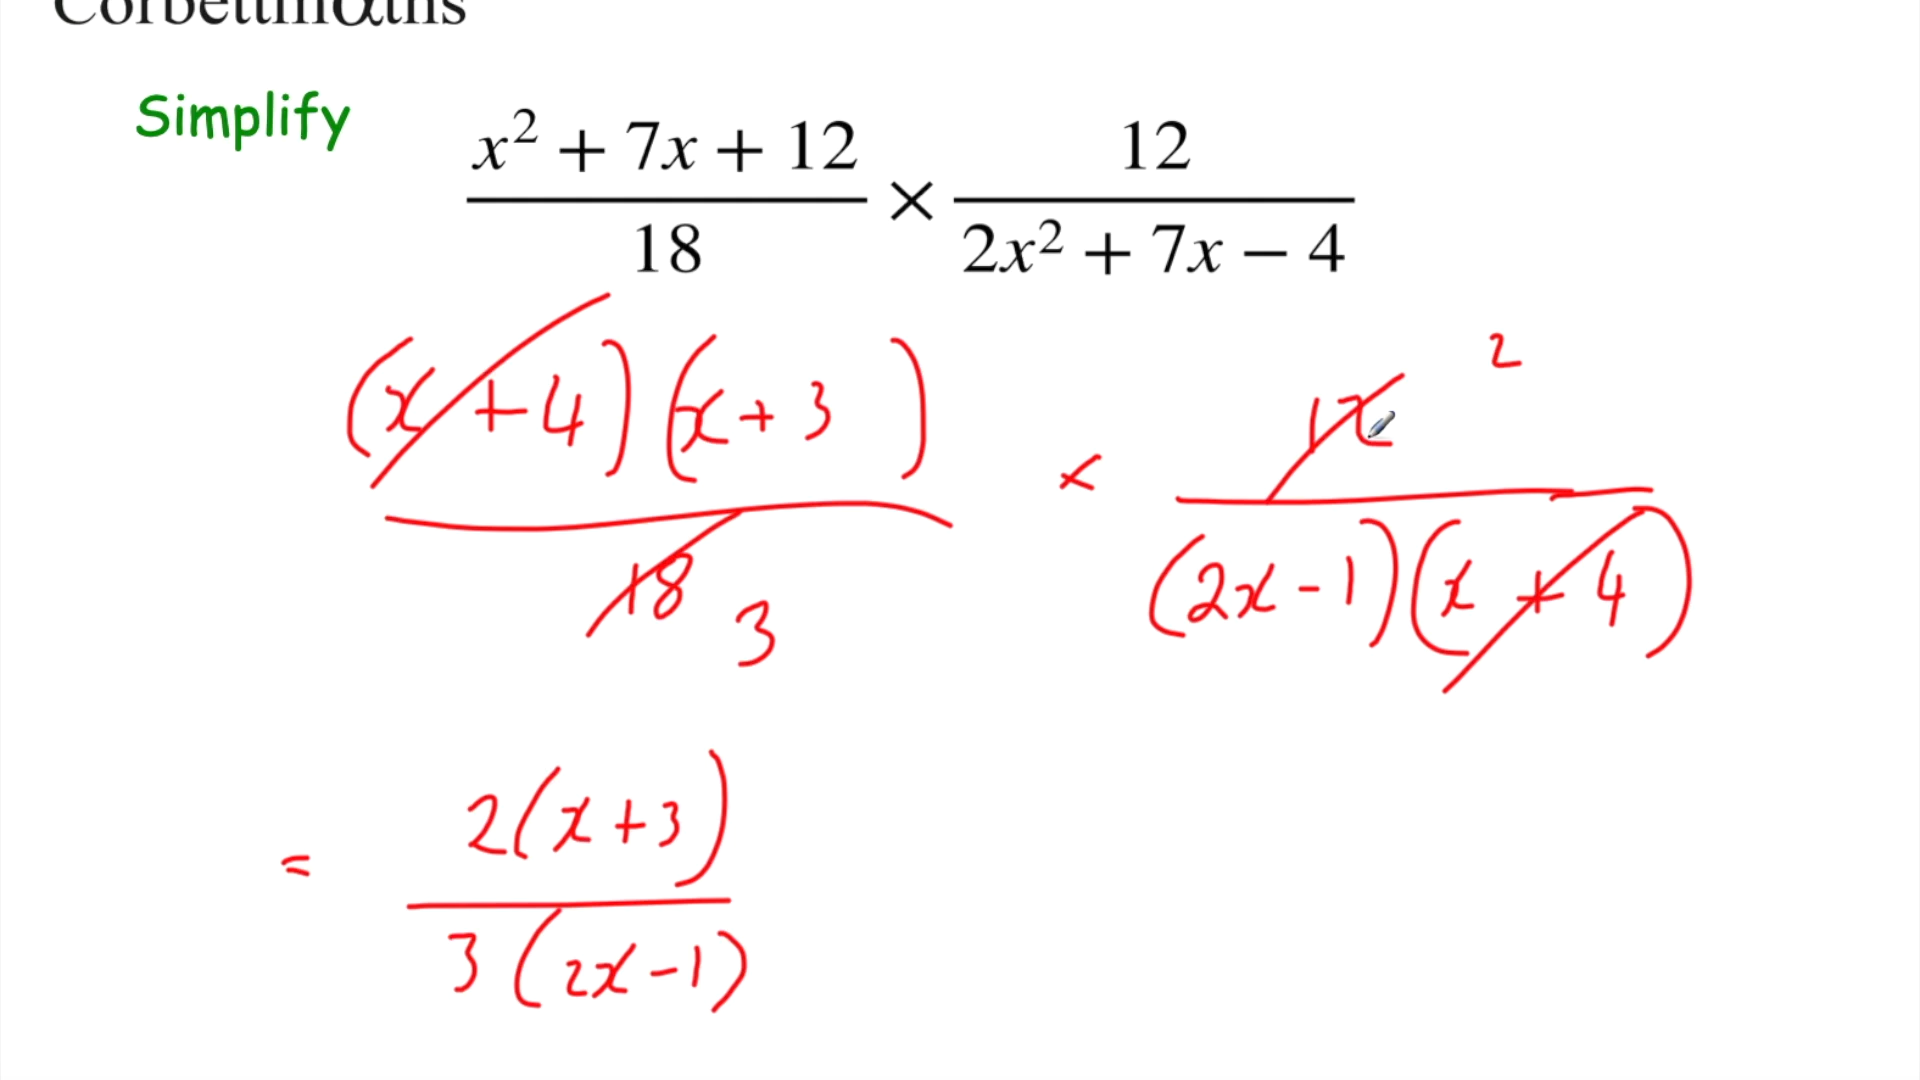 Corbettmαths
Simplify
x² + 7x + 12 / 18 × 12 / 2x² + 7x − 4
(x + 4)(x + 3) / 18 3 × 12 2 / (2x − 1)(x + 4)
= 2(x + 3) / 3(2x − 1)